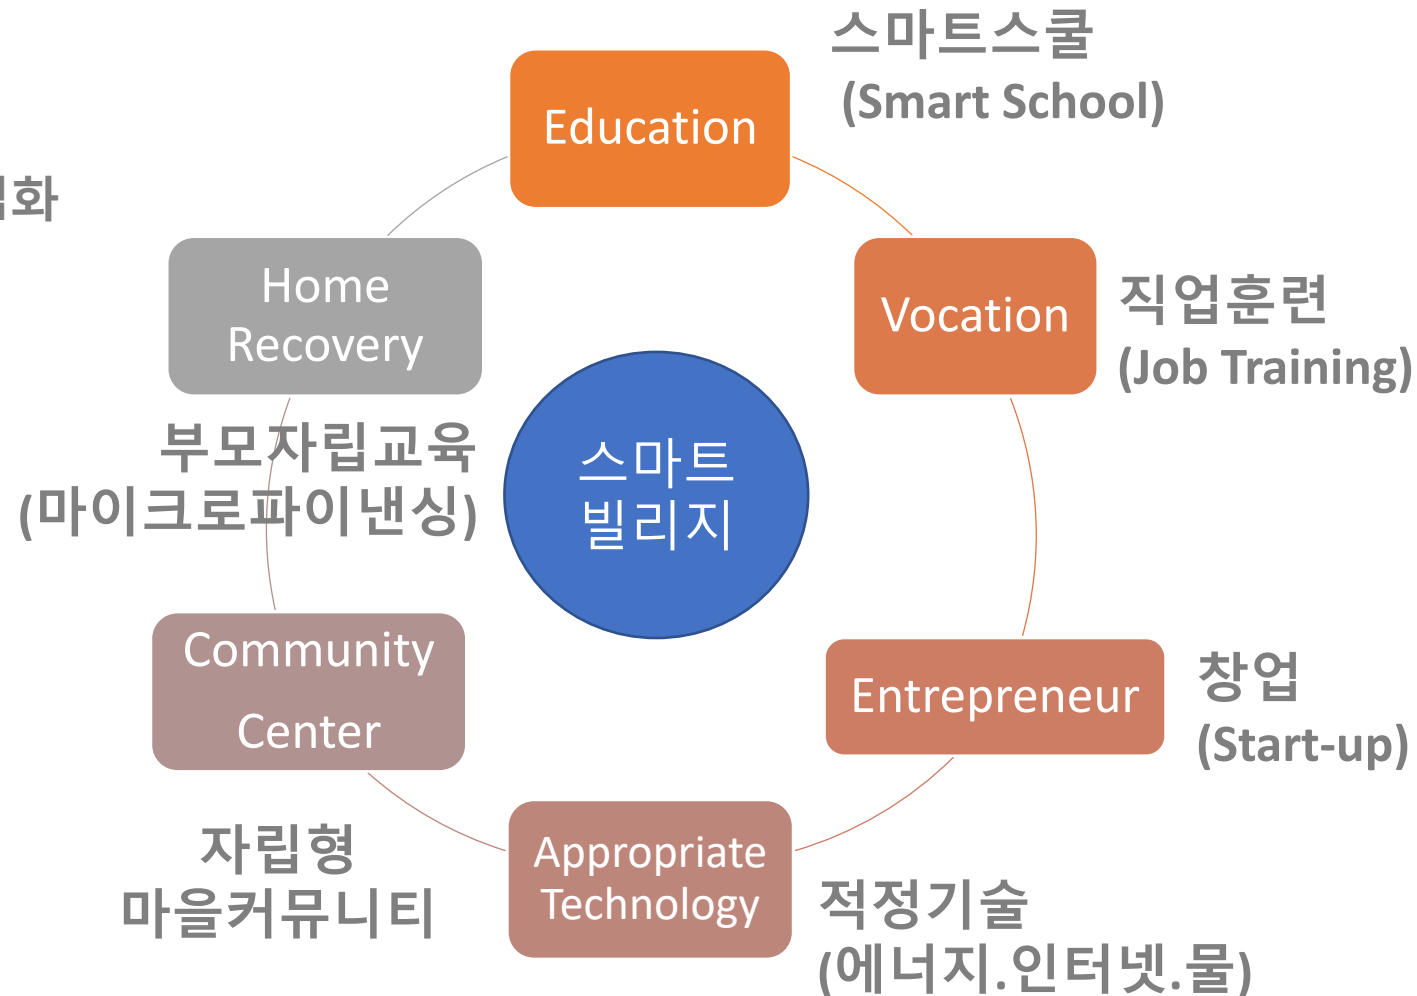 스마트스쿨
(Smart School)
Education
Home
Recovery
Vocation
직업훈련
(Job Training)
부모자립교육
(마이크로파이낸싱)
스마트
빌리지
Community
Center
Entrepreneur
창업
(Start-up)
자립형
마을커뮤니티
Appropriate
Technology
적정기술
(에너지.인터넷.물)